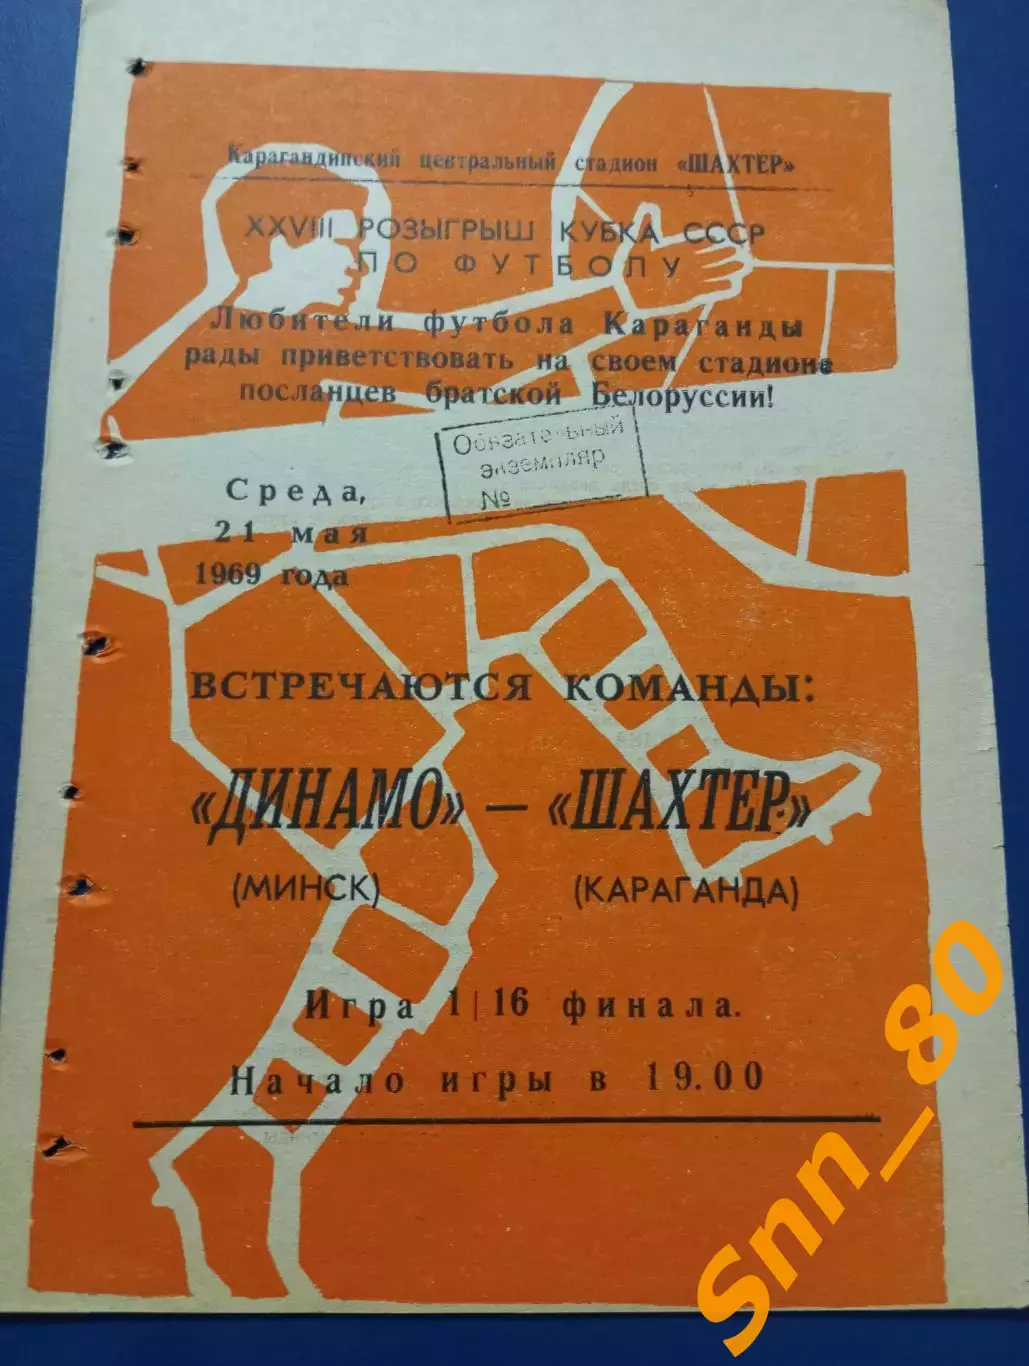 Карагандинский центральный стадион «ШАХТЕР»
XXVIII РОЗЫГРЫШ КУБКА СССР
ПО ФУТБОЛУ
Любители футбола Караганды
рады приветствовать на своем стадионе
посланцев братской Белоруссии!
Обязательный
экземпляр
№
Среда,
21 мая
1969 года
ВСТРЕЧАЮТСЯ КОМАНДЫ:
«ДИНАМО» — «ШАХТЕР»
(МИНСК) (КАРАГАНДА)
Игра 1|16 финала.
Начало игры в 19.00
Snn_80